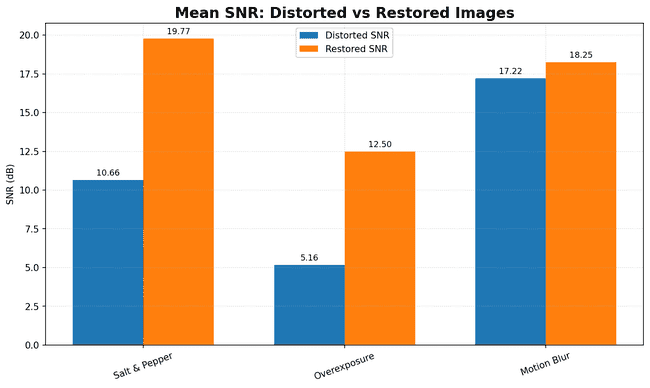 Mean SNR: Distorted vs Restored Images
Distorted SNR
Restored SNR
SNR (dB)
20.0
17.5
15.0
12.5
10.0
7.5
5.0
2.5
0.0
10.66
19.77
5.16
12.50
17.22
18.25
Salt & Pepper
Overexposure
Motion Blur